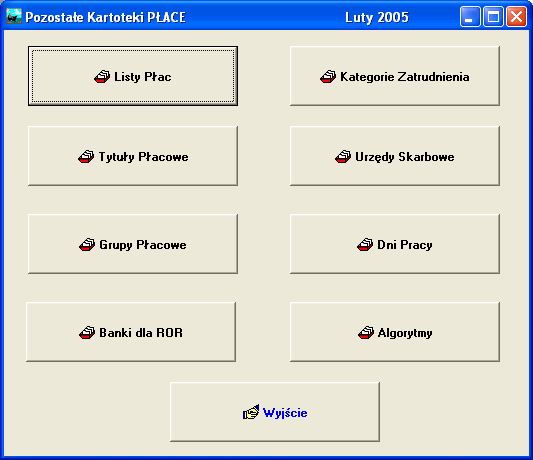 Pozostałe Kartoteki PŁACE Luty 2005
Listy Płac
Kategorie Zatrudnienia
Tytuły Płacowe
Urzędy Skarbowe
Grupy Płacowe
Dni Pracy
Banki dla ROR
Algorytmy
Wyjście